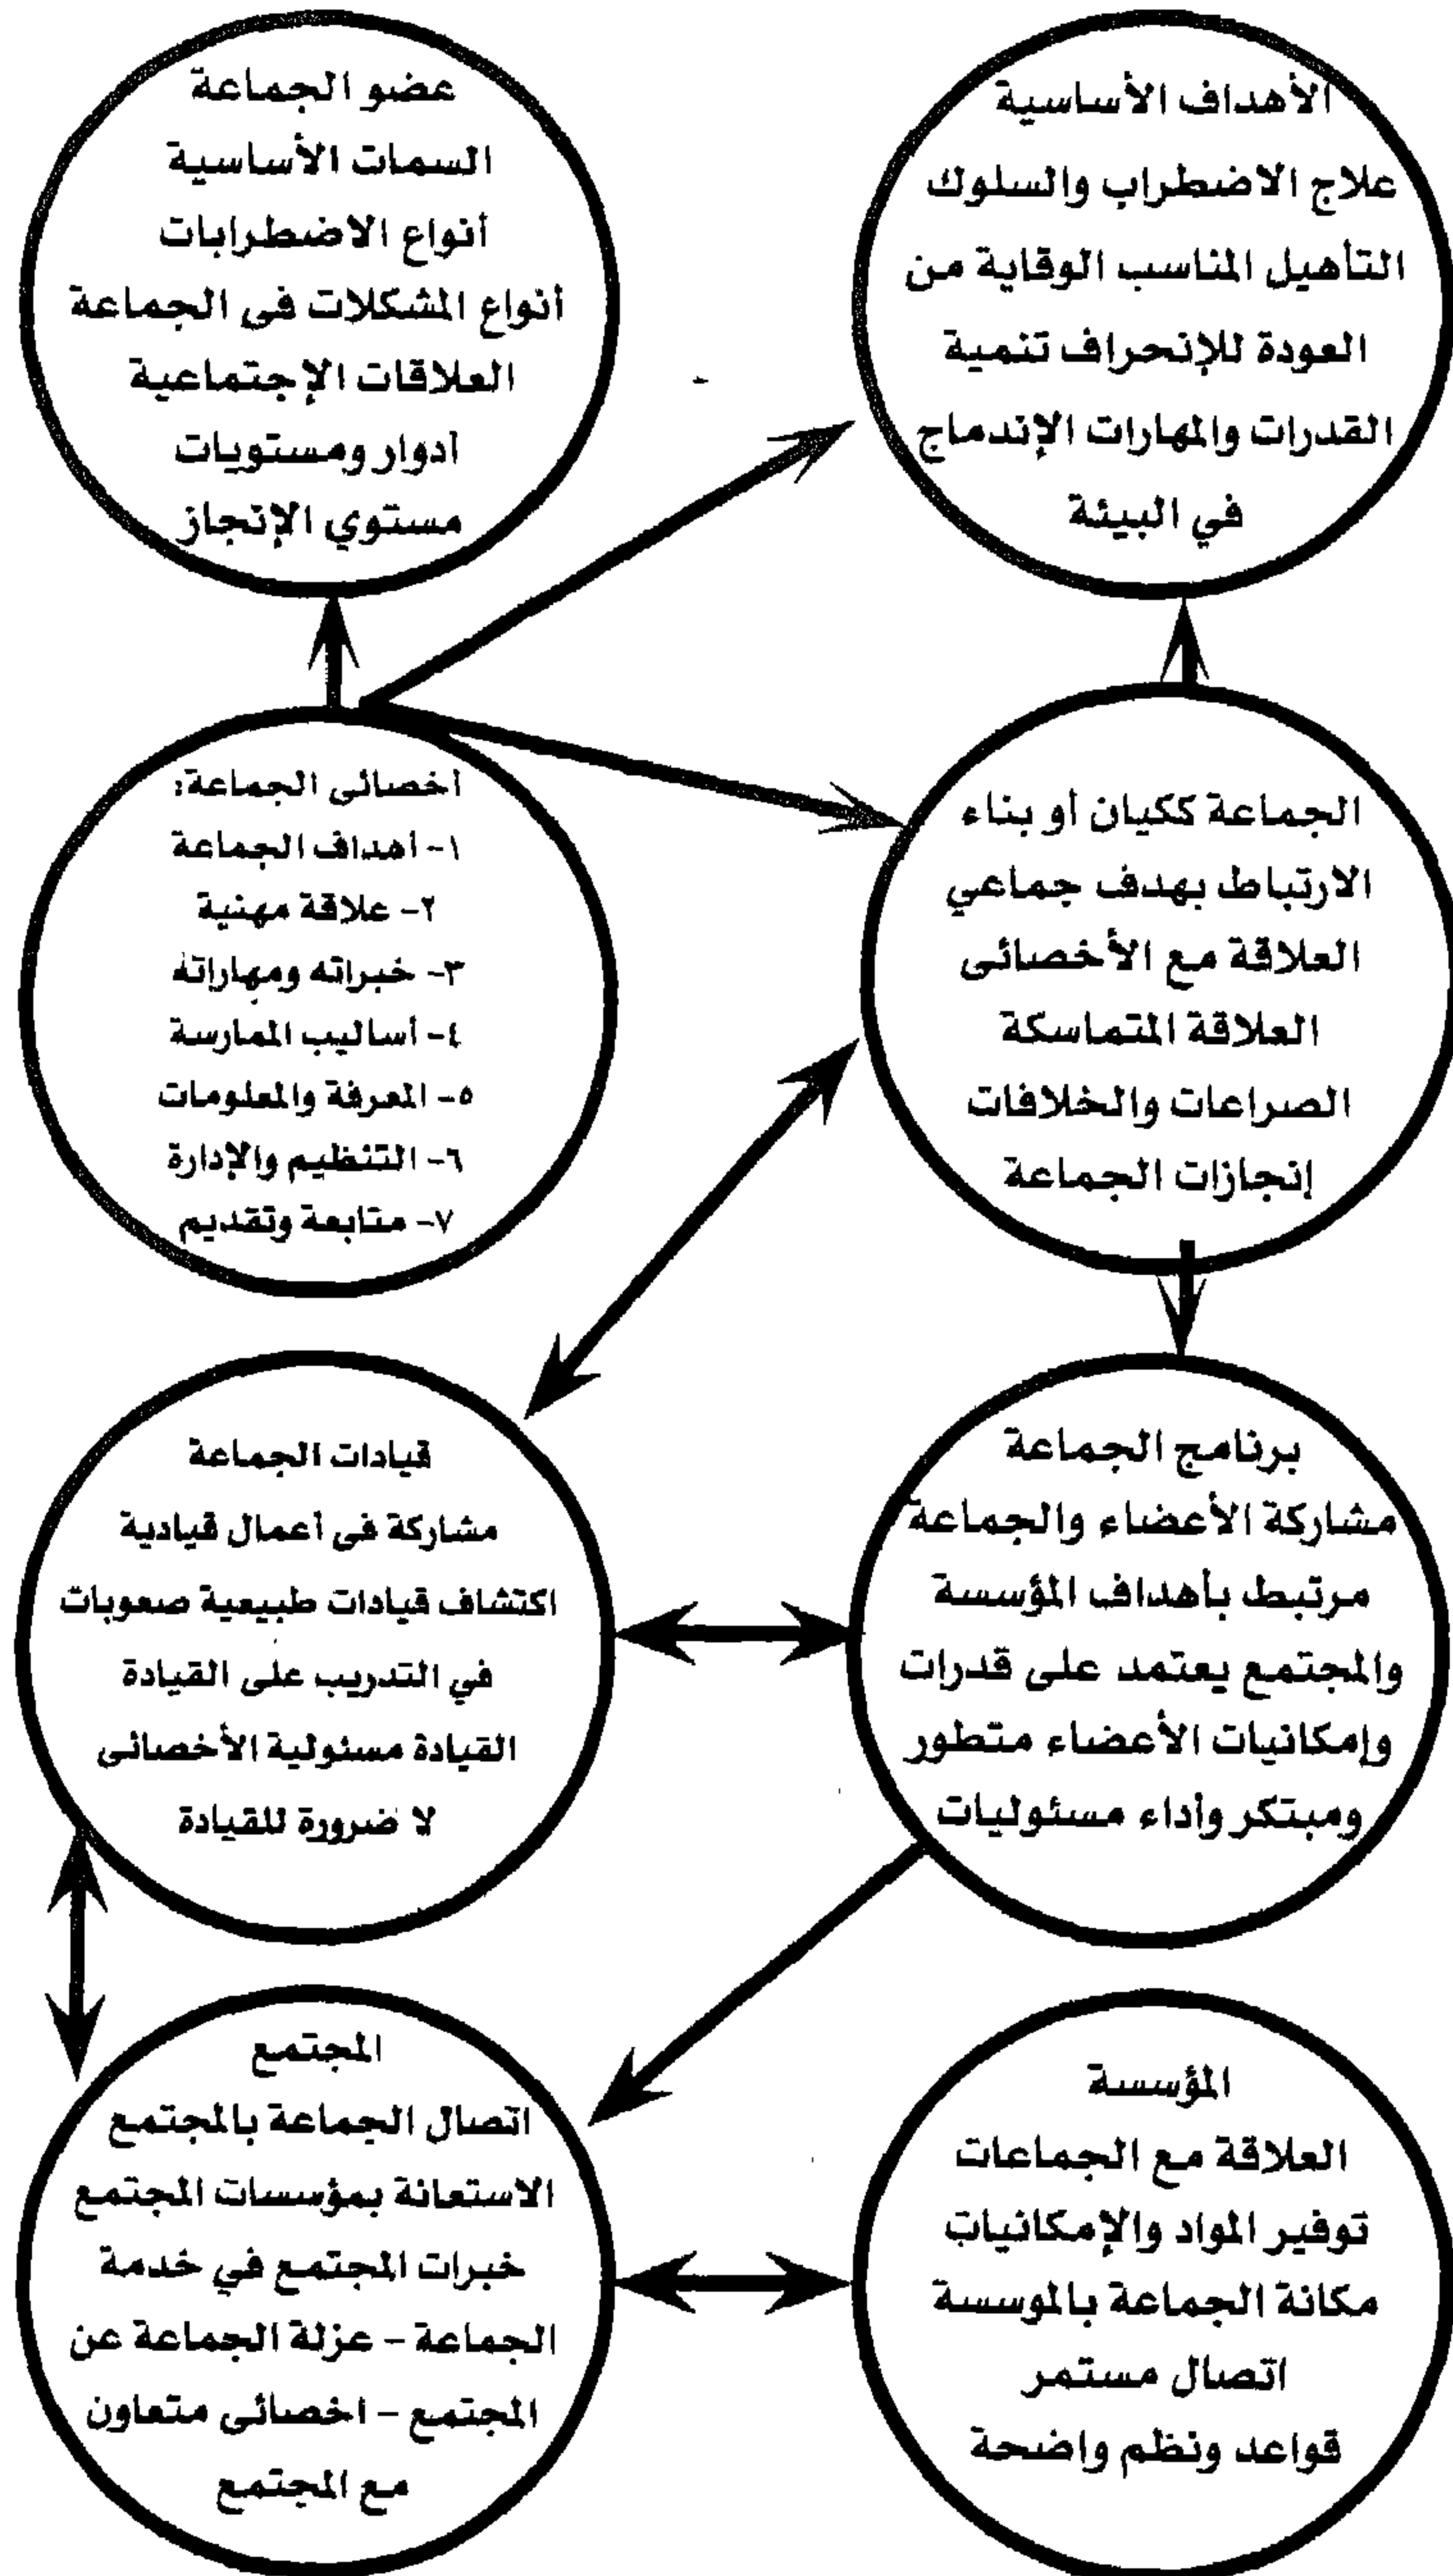 الأهداف الأساسية
علاج الاضطراب والسلوك
التأهيل المناسب الوقاية من
العودة للإنحراف تنمية
القدرات والمهارات الإندماج
في البيئة
عضو الجماعة
السمات الأساسية
أنواع الاضطرابات
أنواع المشكلات فى الجماعة
العلاقات الإجتماعية
أدوار ومستويات
مستوي الإنجاز
الجماعة ككيان أو بناء
الارتباط بهدف جماعي
العلاقة مع الأخصائى
العلاقة المتماسكة
الصراعات والخلافات
إنجازات الجماعة
اخصائى الجماعة:
١- أهداف الجماعة
٢- علاقة مهنية
٣- خبراته ومهاراته
٤- أساليب الممارسة
٥- المعرفة والمعلومات
٦- التنظيم والإدارة
٧- متابعة وتقديم
برنامج الجماعة
مشاركة الأعضاء والجماعة
مرتبط بأهداف المؤسسة
والمجتمع يعتمد على قدرات
وإمكانيات الأعضاء متطور
ومبتكر وأداء مسئوليات
قيادات الجماعة
مشاركة فى أعمال قيادية
اكتشاف قيادات طبيعية صعوبات
في التدريب على القيادة
القيادة مسئولية الأخصائى
لا ضرورة للقيادة
المؤسسة
العلاقة مع الجماعات
توفير المواد والإمكانيات
مكانة الجماعة بالموسسة
اتصال مستمر
قواعد ونظم واضحة
المجتمع
اتصال الجماعة بالمجتمع
الاستعانة بمؤسسات المجتمع
خبرات المجتمع في خدمة
الجماعة – عزلة الجماعة عن
المجتمع – اخصائى متعاون
مع المجتمع